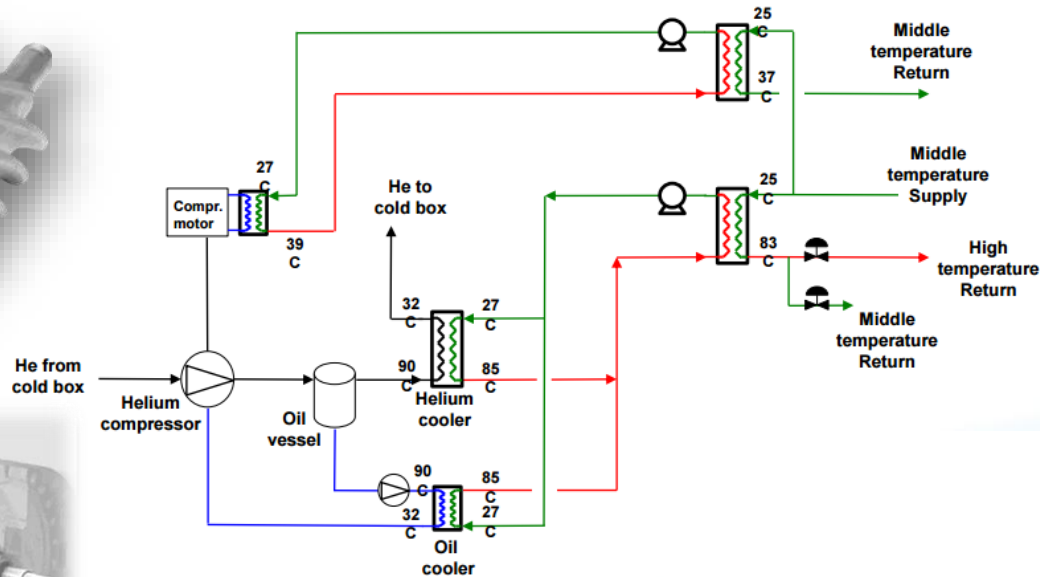 25
C
Middle
temperature
Return
37
C
27
C
Compr.
motor
39
C
He to
cold box
25
C
Middle
temperature
Supply
83
C
High
temperature
Return
Middle
temperature
Return
32
C
27
C
He from
cold box
90
C
85
C
Helium
compressor
Oil
vessel
Helium
cooler
90
C
85
C
32
C
27
C
Oil
cooler